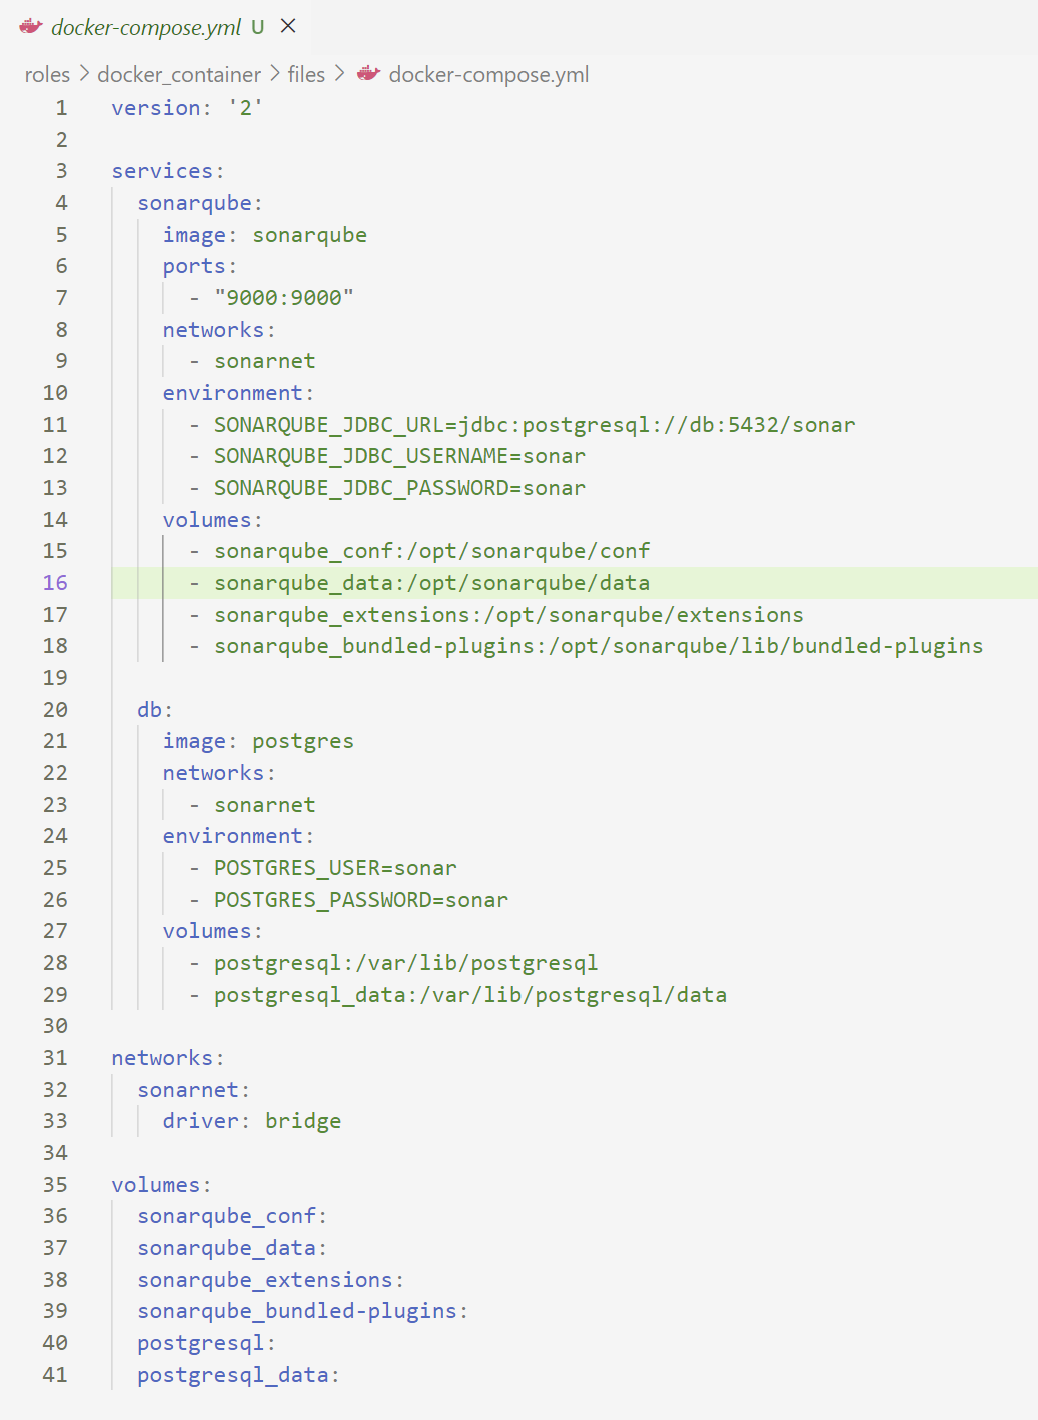 docker-compose.yml U ×
roles > docker_container > files > docker-compose.yml
1 version: '2'
2
3 services:
4   sonarqube:
5     image: sonarqube
6     ports:
7       - "9000:9000"
8     networks:
9       - sonarnet
10     environment:
11       - SONARQUBE_JDBC_URL=jdbc:postgresql://db:5432/sonar
12       - SONARQUBE_JDBC_USERNAME=sonar
13       - SONARQUBE_JDBC_PASSWORD=sonar
14     volumes:
15       - sonarqube_conf:/opt/sonarqube/conf
16       - sonarqube_data:/opt/sonarqube/data
17       - sonarqube_extensions:/opt/sonarqube/extensions
18       - sonarqube_bundled-plugins:/opt/sonarqube/lib/bundled-plugins
19
20   db:
21     image: postgres
22     networks:
23       - sonarnet
24     environment:
25       - POSTGRES_USER=sonar
26       - POSTGRES_PASSWORD=sonar
27     volumes:
28       - postgresql:/var/lib/postgresql
29       - postgresql_data:/var/lib/postgresql/data
30
31 networks:
32   sonarnet:
33     driver: bridge
34
35 volumes:
36   sonarqube_conf:
37   sonarqube_data:
38   sonarqube_extensions:
39   sonarqube_bundled-plugins:
40   postgresql:
41   postgresql_data: